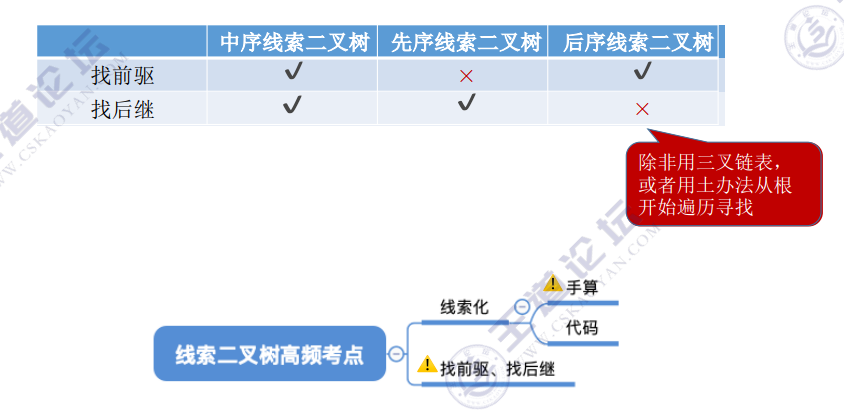 中序线索二叉树 先序线索二叉树 后序线索二叉树
找前驱 ✓ × ✓
找后继 ✓ ✓ ×
除非用三叉链表，
或者用土办法从根
开始遍历寻找
手算
线索化
代码
线索二叉树高频考点
找前驱、找后继
王道论坛
WWW.CSKAOYAN.COM